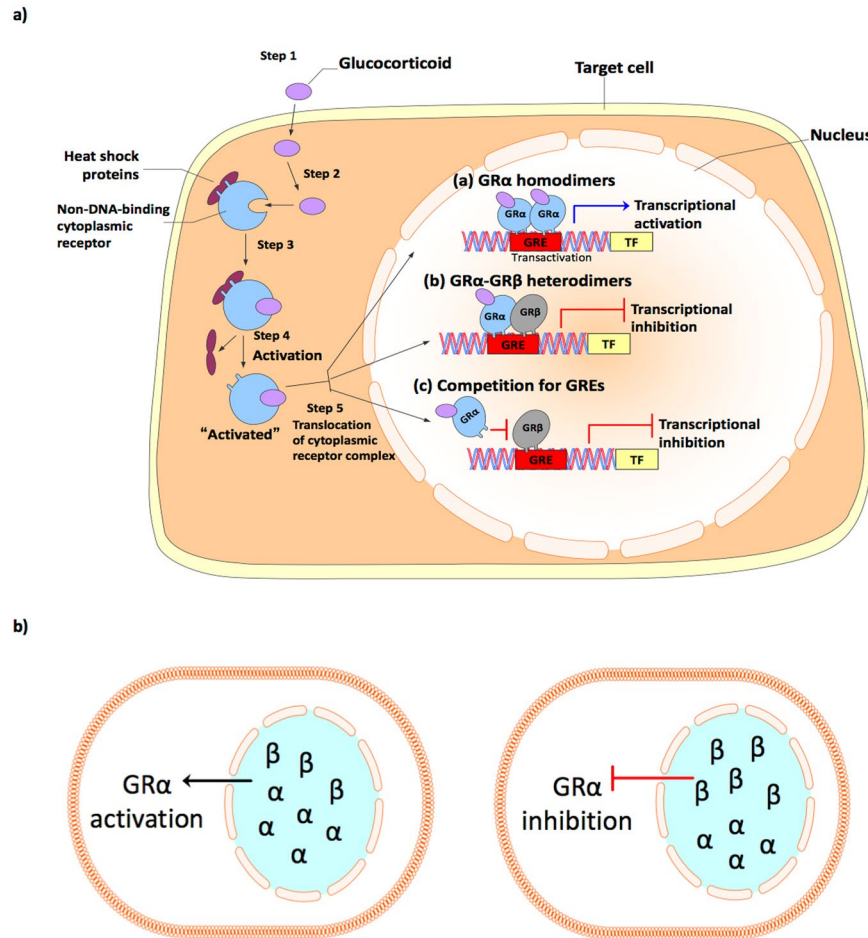 a)
Step 1
Glucocorticoid
Target cell
Nucleus
Heat shock
proteins
Step 2
Non-DNA-binding
cytoplasmic
receptor
Step 3
Step 4
Activation
"Activated"
Step 5
Translocation
of cytoplasmic
receptor complex
(a) GRα homodimers
GRα GRα
Transcriptional
activation
GRE TF
Transactivation
(b) GRα-GRβ heterodimers
GRα GRβ
Transcriptional
inhibition
GRE TF
(c) Competition for GREs
GRα GRβ
Transcriptional
inhibition
GRE TF
b)
GRα
activation
β β
α β
α α α
α
GRα
inhibition
β β
β
β β
α
α α α
α